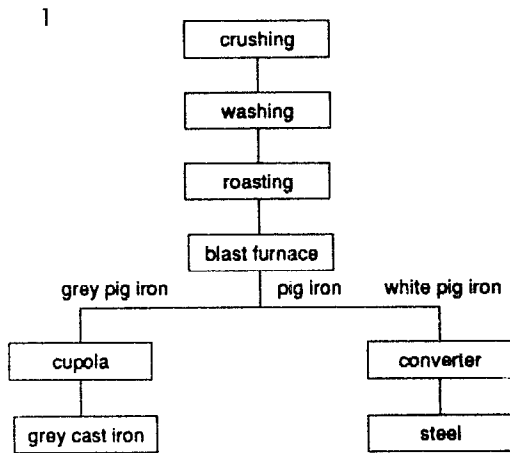 1
crushing
washing
roasting
blast furnace
grey pig iron pig iron white pig iron
cupola converter
grey cast iron steel